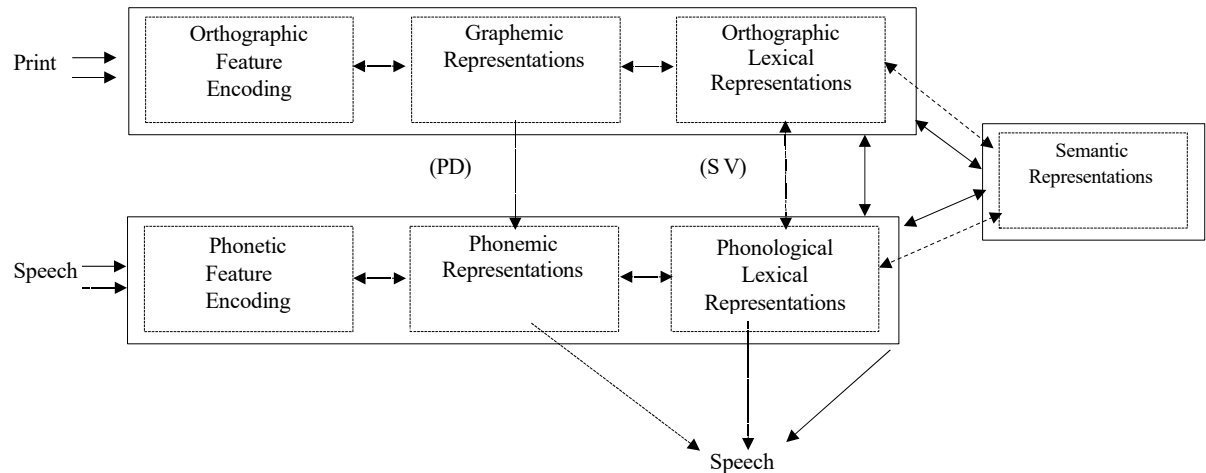 Print
Orthographic
Feature
Encoding
Graphemic
Representations
Orthographic
Lexical
Representations
(PD)
(S V)
Semantic
Representations
Speech
Phonetic
Feature
Encoding
Phonemic
Representations
Phonological
Lexical
Representations
Speech